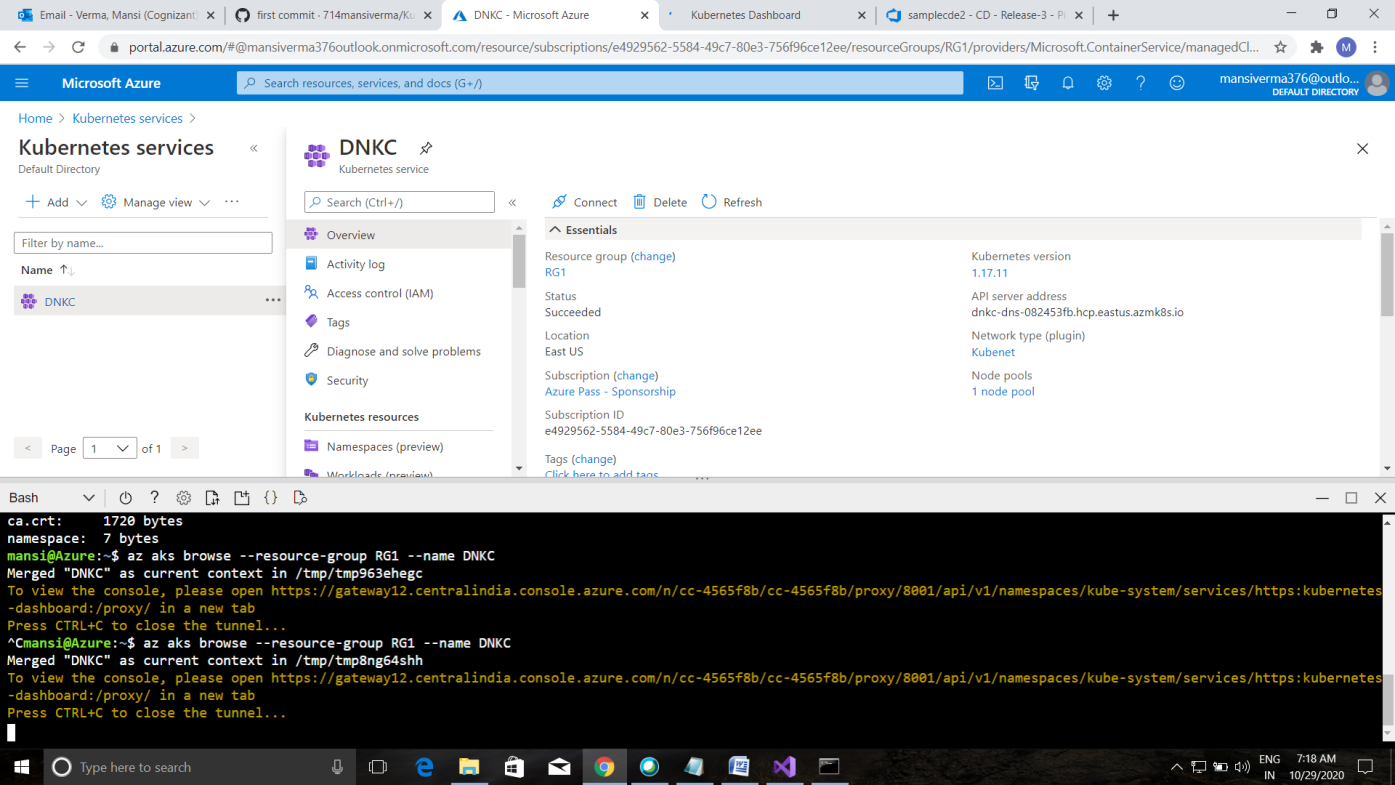 Email - Verma, Mansi (Cognizant)
first commit · 714mansiverma/Ku
DNKC - Microsoft Azure
Kubernetes Dashboard
samplecde2 - CD - Release-3 - Pi
portal.azure.com/#@mansiverma376outlook.onmicrosoft.com/resource/subscriptions/e4929562-5584-49c7-80e3-756f96ce12ee/resourceGroups/RG1/providers/Microsoft.ContainerService/managedCl...
M
Microsoft Azure
Search resources, services, and docs (G+/)
mansiverma376@outlo...
DEFAULT DIRECTORY
Home > Kubernetes services >
Kubernetes services
Default Directory
Add
Manage view
Filter by name...
Name
DNKC
< Page 1 of 1 >
DNKC
Kubernetes service
Search (Ctrl+/)
Overview
Activity log
Access control (IAM)
Tags
Diagnose and solve problems
Security
Kubernetes resources
Namespaces (preview)
Workloads (preview)
Connect Delete Refresh
Essentials
Resource group (change)
RG1
Status
Succeeded
Location
East US
Subscription (change)
Azure Pass - Sponsorship
Subscription ID
e4929562-5584-49c7-80e3-756f96ce12ee
Tags (change)
Click here to add tags
Kubernetes version
1.17.11
API server address
dnkc-dns-082453fb.hcp.eastus.azmk8s.io
Network type (plugin)
Kubenet
Node pools
1 node pool
Bash
?
{}
ca.crt:     1720 bytes
namespace:  7 bytes
mansi@Azure:~$ az aks browse --resource-group RG1 --name DNKC
Merged "DNKC" as current context in /tmp/tmp963ehegc
To view the console, please open https://gateway12.centralindia.console.azure.com/n/cc-4565f8b/cc-4565f8b/proxy/8001/api/v1/namespaces/kube-system/services/https:kubernetes
-dashboard:/proxy/ in a new tab
Press CTRL+C to close the tunnel...
^Cmansi@Azure:~$ az aks browse --resource-group RG1 --name DNKC
Merged "DNKC" as current context in /tmp/tmp8ng64shh
To view the console, please open https://gateway12.centralindia.console.azure.com/n/cc-4565f8b/cc-4565f8b/proxy/8001/api/v1/namespaces/kube-system/services/https:kubernetes
-dashboard:/proxy/ in a new tab
Press CTRL+C to close the tunnel...
Type here to search
ENG
IN
7:18 AM
10/29/2020